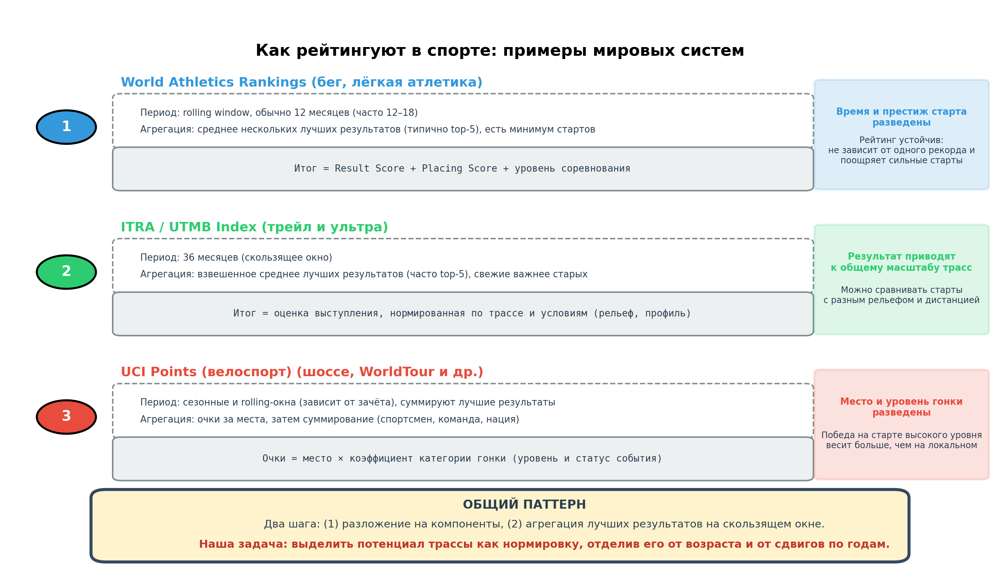 Как рейтингуют в спорте: примеры мировых систем
World Athletics Rankings (бег, лёгкая атлетика)
1
Период: rolling window, обычно 12 месяцев (часто 12–18)
Агрегация: среднее нескольких лучших результатов (типично top-5), есть минимум стартов
Итог = Result Score + Placing Score + уровень соревнования
Время и престиж старта
разведены
Рейтинг устойчив:
не зависит от одного рекорда и
поощряет сильные старты
ITRA / UTMB Index (трейл и ультра)
2
Период: 36 месяцев (скользящее окно)
Агрегация: взвешенное среднее лучших результатов (часто top-5), свежие важнее старых
Итог = оценка выступления, нормированная по трассе и условиям (рельеф, профиль)
Результат приводят
к общему масштабу трасс
Можно сравнивать старты
с разным рельефом и дистанцией
UCI Points (велоспорт) (шоссе, WorldTour и др.)
3
Период: сезонные и rolling-окна (зависит от зачёта), суммируют лучшие результаты
Агрегация: очки за места, затем суммирование (спортсмен, команда, нация)
Очки = место × коэффициент категории гонки (уровень и статус события)
Место и уровень гонки
разведены
Победа на старте высокого уровня
весит больше, чем на локальном
ОБЩИЙ ПАТТЕРН
Два шага: (1) разложение на компоненты, (2) агрегация лучших результатов на скользящем окне.
Наша задача: выделить потенциал трассы как нормировку, отделив его от возраста и от сдвигов по годам.